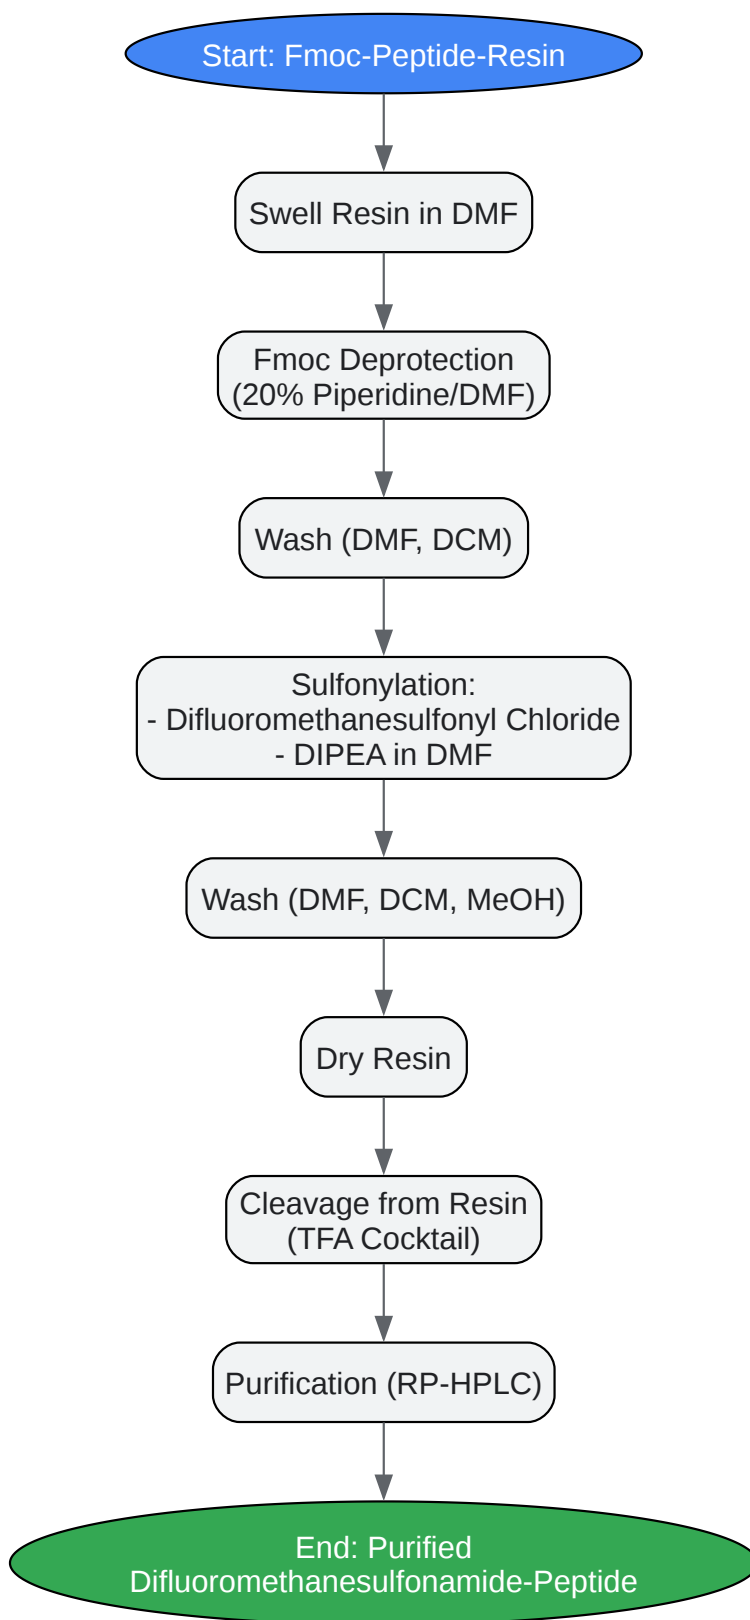 Start: Fmoc-Peptide-Resin
Swell Resin in DMF
Fmoc Deprotection
(20% Piperidine/DMF)
Wash (DMF, DCM)
Sulfonylation:
- Difluoromethanesulfonyl Chloride
- DIPEA in DMF
Wash (DMF, DCM, MeOH)
Dry Resin
Cleavage from Resin
(TFA Cocktail)
Purification (RP-HPLC)
End: Purified
Difluoromethanesulfonamide-Peptide